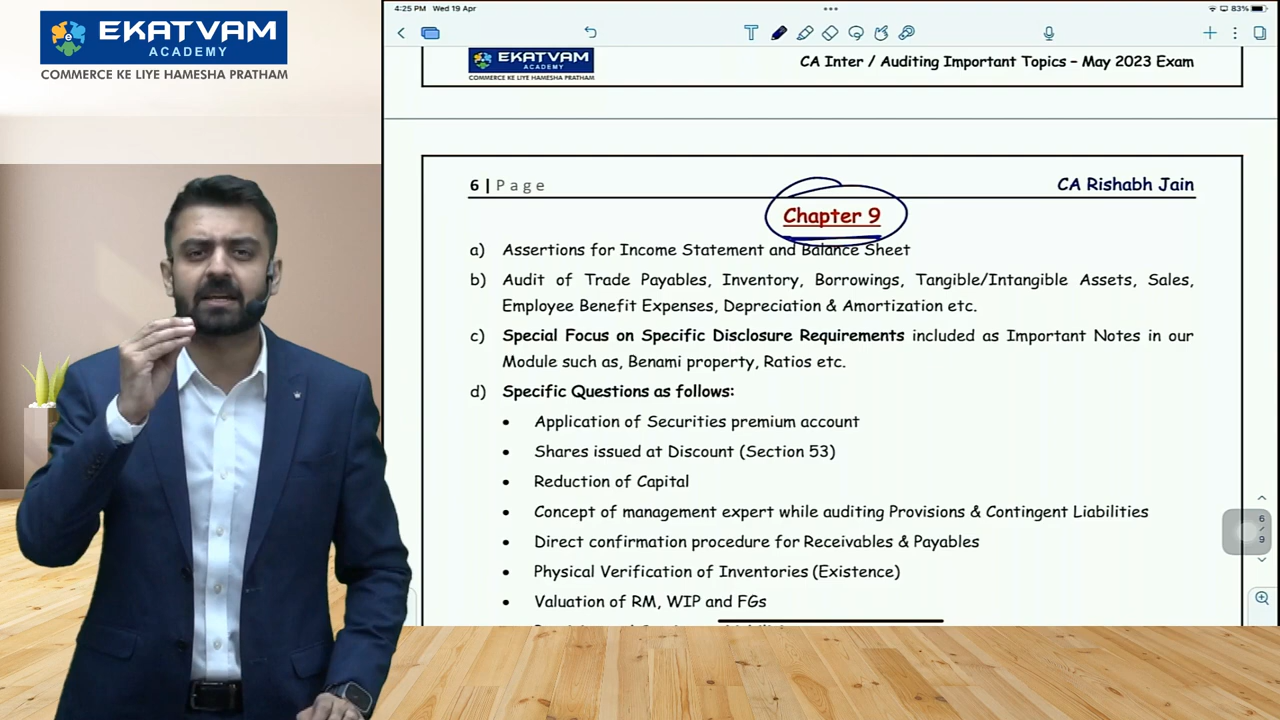 EKATVAM
ACADEMY
COMMERCE KE LIYE HAMESHA PRATHAM
4:25 PM Wed 19 Apr
83%
EKATVAM
ACADEMY
COMMERCE KE LIYE HAMESHA PRATHAM
CA Inter / Auditing Important Topics – May 2023 Exam
6 | Page
CA Rishabh Jain
Chapter 9
a) Assertions for Income Statement and Balance Sheet
b) Audit of Trade Payables, Inventory, Borrowings, Tangible/Intangible Assets, Sales,
Employee Benefit Expenses, Depreciation & Amortization etc.
c) Special Focus on Specific Disclosure Requirements included as Important Notes in our
Module such as, Benami property, Ratios etc.
d) Specific Questions as follows:
• Application of Securities premium account
• Shares issued at Discount (Section 53)
• Reduction of Capital
• Concept of management expert while auditing Provisions & Contingent Liabilities
• Direct confirmation procedure for Receivables & Payables
• Physical Verification of Inventories (Existence)
• Valuation of RM, WIP and FGs
6
/
9